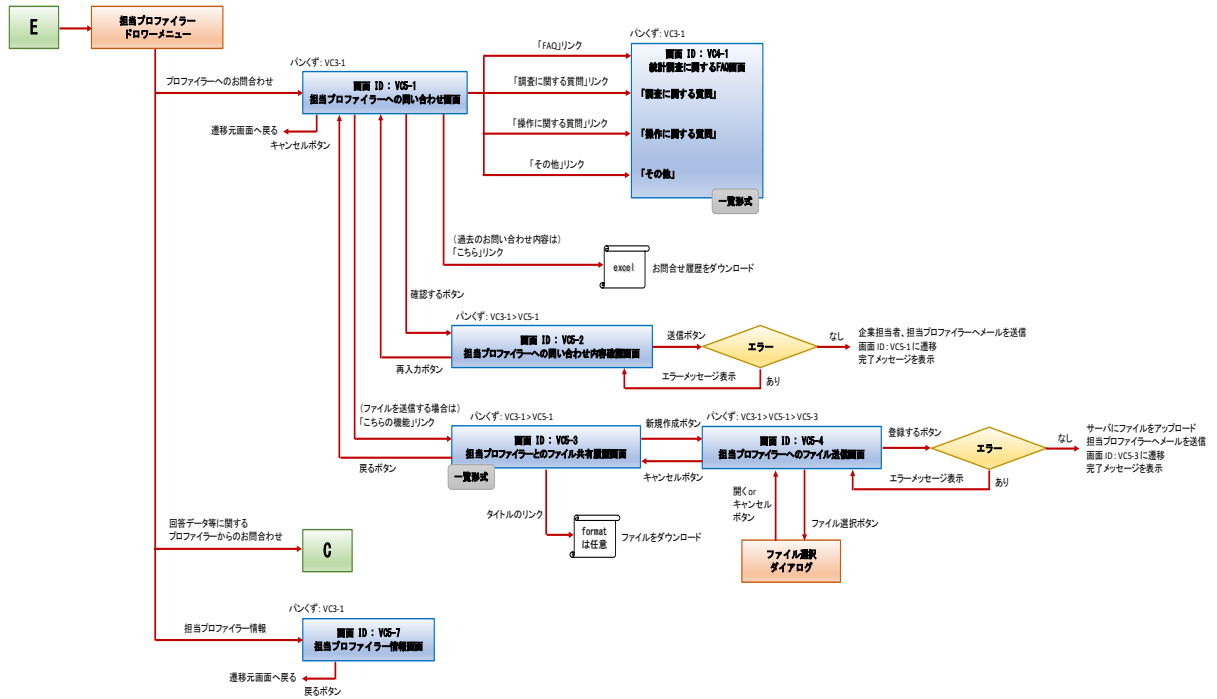 E
担当プロファイラー
ドロワーメニュー
プロファイラーへのお問合わせ
パンくず: VC3-1
画面 ID : VC5-1
担当プロファイラーへの問い合わせ画面
遷移元画面へ戻る
キャンセルボタン
「FAQ」リンク
「調査に関する質問」リンク
「操作に関する質問」リンク
「その他」リンク
パンくず: VC3-1
画面 ID : VC4-1
統計調査に関するFAQ画面
「調査に関する質問」
「操作に関する質問」
「その他」
一覧形式
(過去のお問い合わせ内容は)
「こちら」リンク
excel
お問合せ履歴をダウンロード
確認するボタン
パンくず: VC3-1>VC5-1
画面 ID : VC5-2
担当プロファイラーへの問い合わせ内容確認画面
再入力ボタン
送信ボタン
エラー
エラーメッセージ表示
あり
なし
企業担当者、担当プロファイラーへメールを送信
画面 ID : VC5-1 に遷移
完了メッセージを表示
(ファイルを送信する場合は)
「こちらの機能」リンク
パンくず: VC3-1>VC5-1
画面 ID : VC5-3
担当プロファイラーとのファイル共有履歴画面
一覧形式
戻るボタン
新規作成ボタン
キャンセルボタン
パンくず: VC3-1>VC5-1>VC5-3
画面 ID : VC5-4
担当プロファイラーへのファイル送信画面
登録するボタン
エラー
エラーメッセージ表示
あり
なし
サーバにファイルをアップロード
担当プロファイラーへメールを送信
画面 ID : VC5-3 に遷移
完了メッセージを表示
タイトルのリンク
format
は任意
ファイルをダウンロード
開くor
キャンセル
ボタン
ファイル選択ボタン
ファイル選択
ダイアログ
回答データ等に関する
プロファイラーからのお問合わせ
C
担当プロファイラー情報
パンくず: VC3-1
画面 ID : VC5-7
担当プロファイラー情報画面
遷移元画面へ戻る
戻るボタン